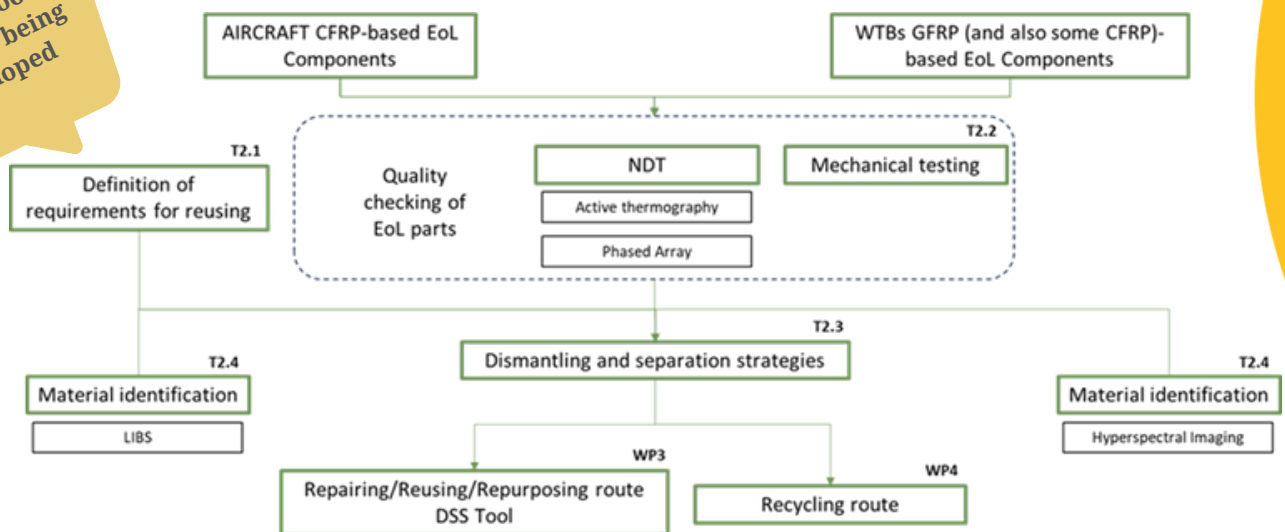 being
AIRCRAFT CFRP-based EoL
Components
WTBs GFRP (and also some CFRP)-
based EoL Components
T2.1
Definition of
requirements for reusing
T2.2
Quality
checking of
EoL parts
NDT
Active thermography
Phased Array
Mechanical testing
T2.3
Dismantling and separation strategies
T2.4
Material identification
LIBS
T2.4
Material identification
Hyperspectral Imaging
WP3
Repairing/Reusing/Repurposing route
DSS Tool
WP4
Recycling route